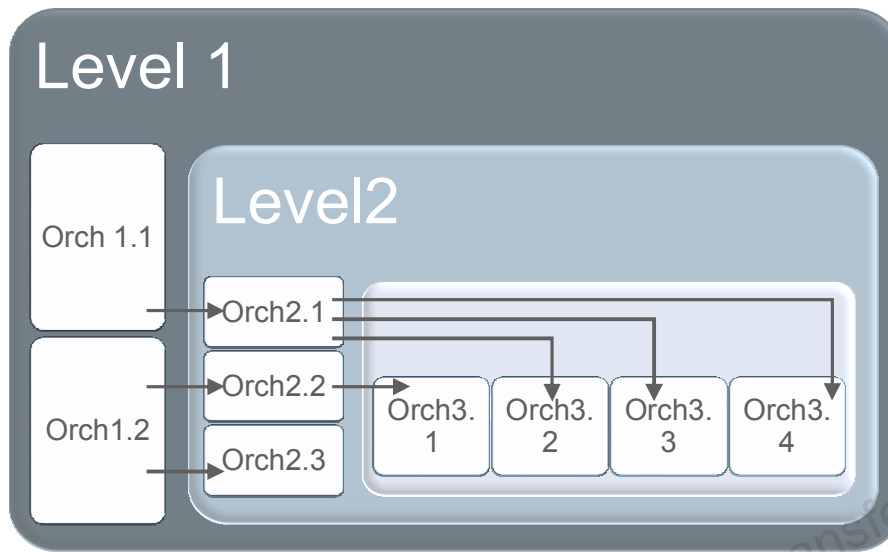 Level 1
Orch 1.1
Level2
Orch2.1
Orch1.2
Orch2.2
Orch2.3
Orch3.
1
Orch3.
2
Orch3.
3
Orch3.
4